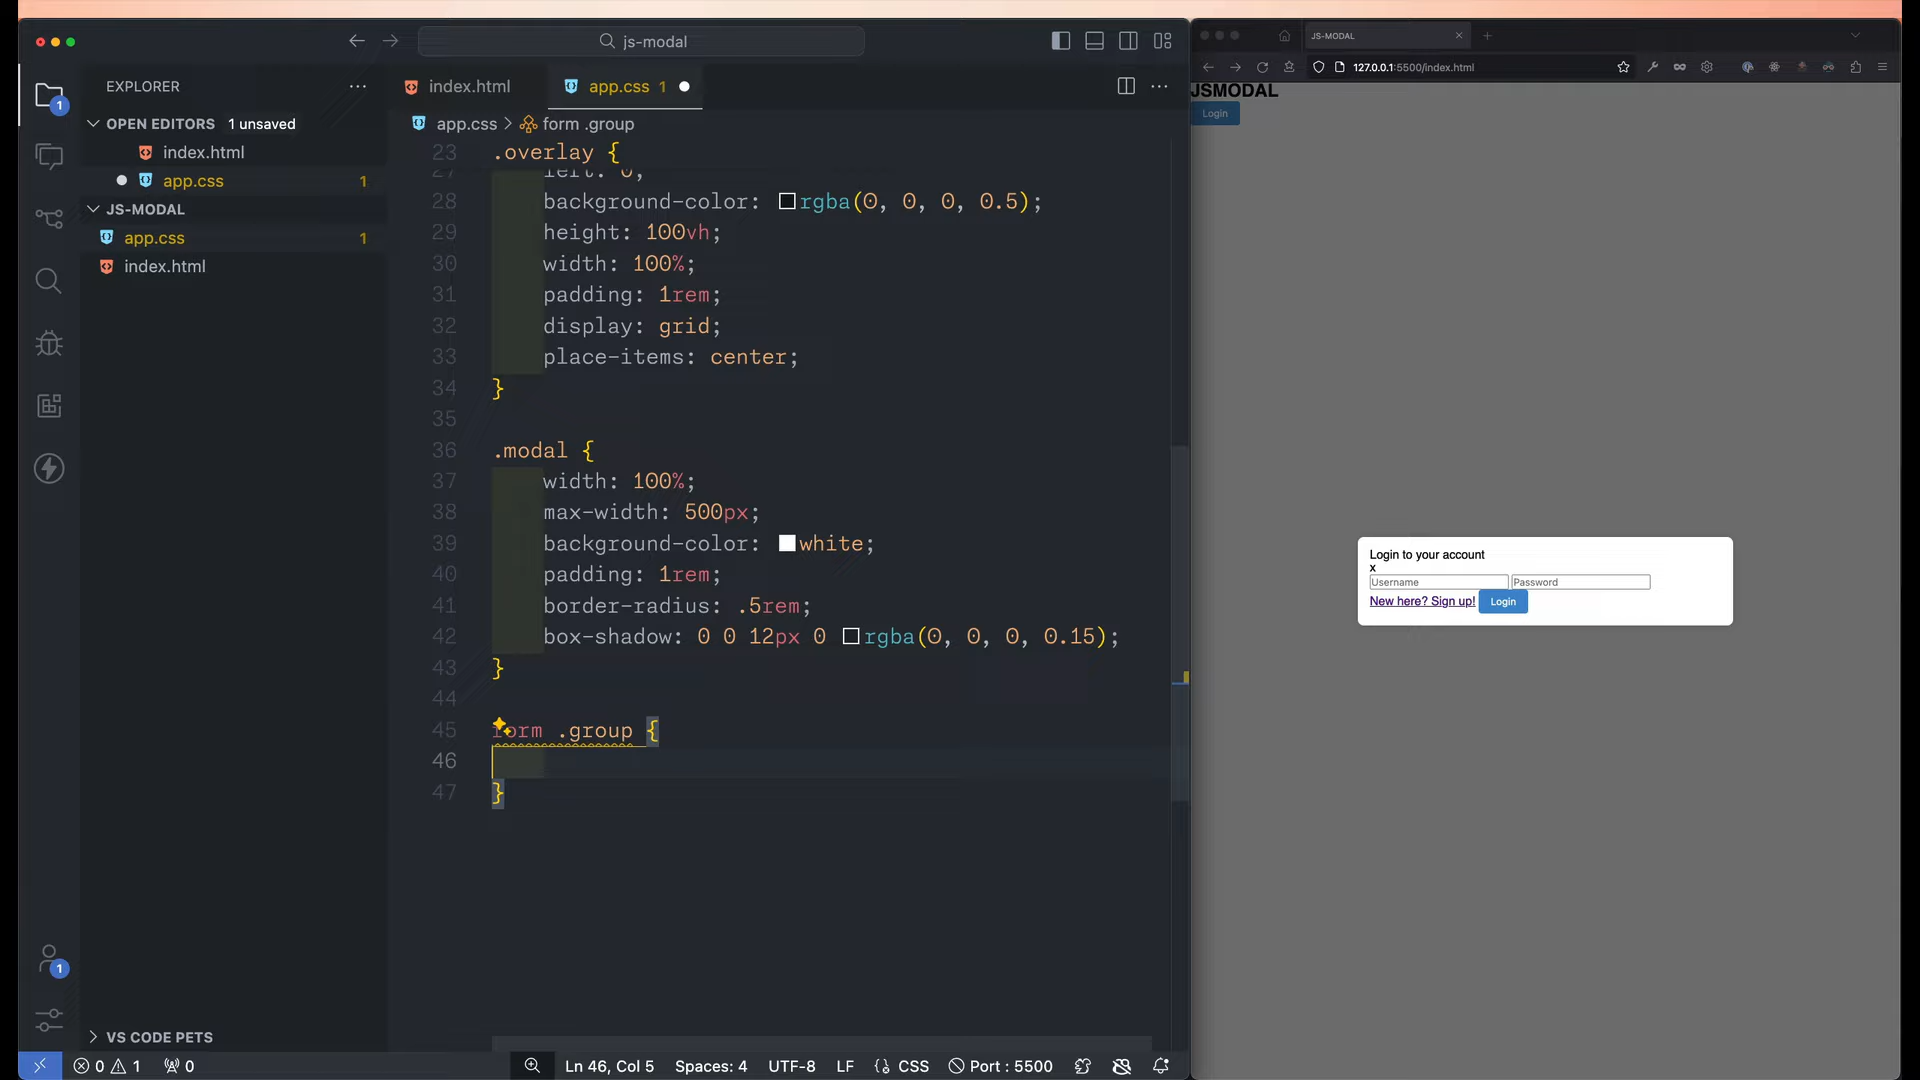 js-modal
EXPLORER
OPEN EDITORS 1 unsaved
index.html
app.css 1
JS-MODAL
app.css 1
index.html
VS CODE PETS
1
1
index.html
app.css 1
app.css > form .group
23 .overlay {
27 left: 0;
28 background-color: rgba(0, 0, 0, 0.5);
29 height: 100vh;
30 width: 100%;
31 padding: 1rem;
32 display: grid;
33 place-items: center;
34 }
35
36 .modal {
37 width: 100%;
38 max-width: 500px;
39 background-color: white;
40 padding: 1rem;
41 border-radius: .5rem;
42 box-shadow: 0 0 12px 0 rgba(0, 0, 0, 0.15);
43 }
44
45 form .group {
46
47 }
0 1 0
Ln 46, Col 5 Spaces: 4 UTF-8 LF CSS Port : 5500
JS-MODAL
127.0.0.1:5500/index.html
JSMODAL
Login
Login to your account
x
Username Password
New here? Sign up! Login